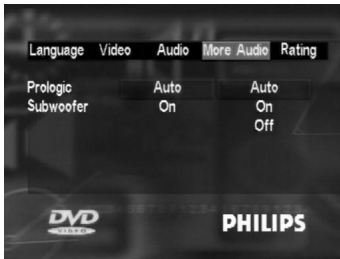 Language Video Audio More Audio Rating
Prologic Auto Auto
Subwoofer On On
Off
DVD
VIDEO
PHILIPS